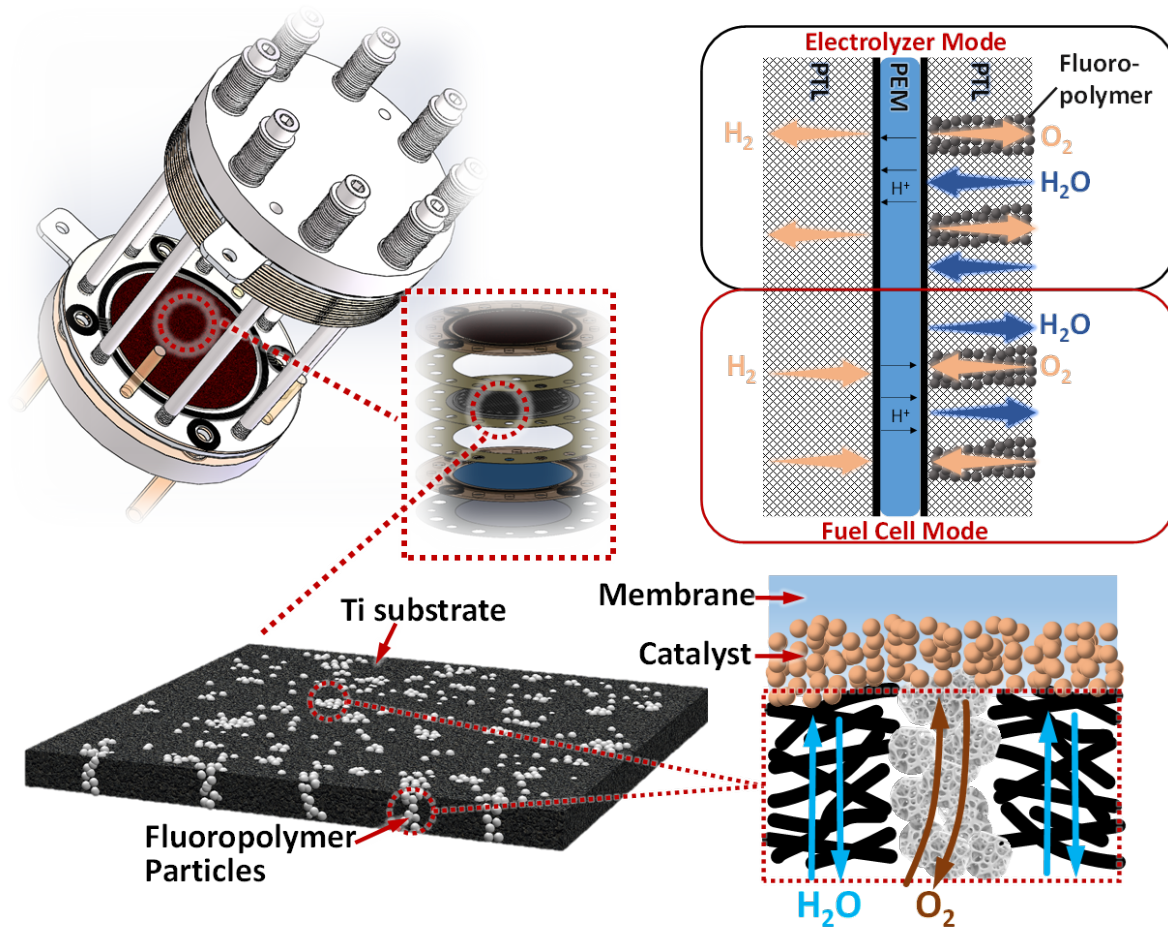 Electrolyzer Mode
PTL
PEM
PTL
Fluoro-
polymer
H₂
O₂
H⁺
H₂O
H₂O
H₂
O₂
H⁺
Fuel Cell Mode
Ti substrate
Fluoropolymer
Particles
Membrane
Catalyst
H₂O
O₂